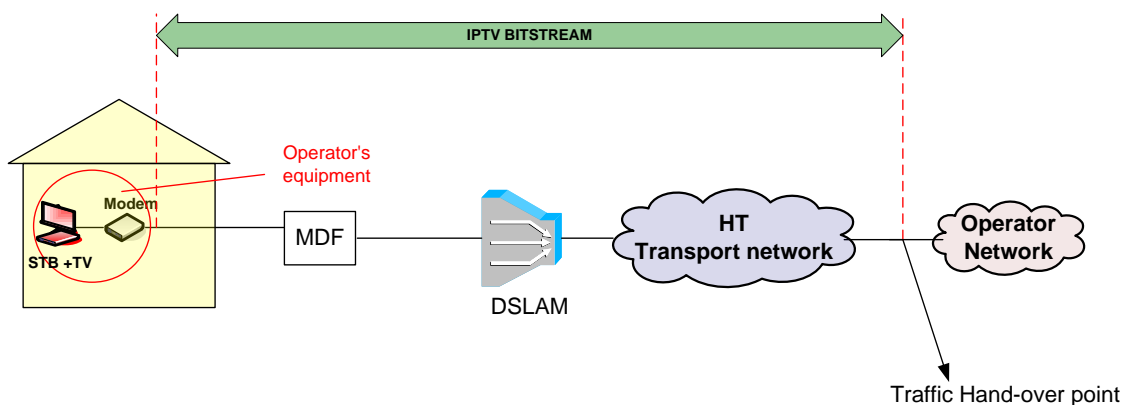 IPTV BITSTREAM
Operator's
equipment
Modem
STB +TV
MDF
DSLAM
HT
Transport network
Operator
Network
Traffic Hand-over point